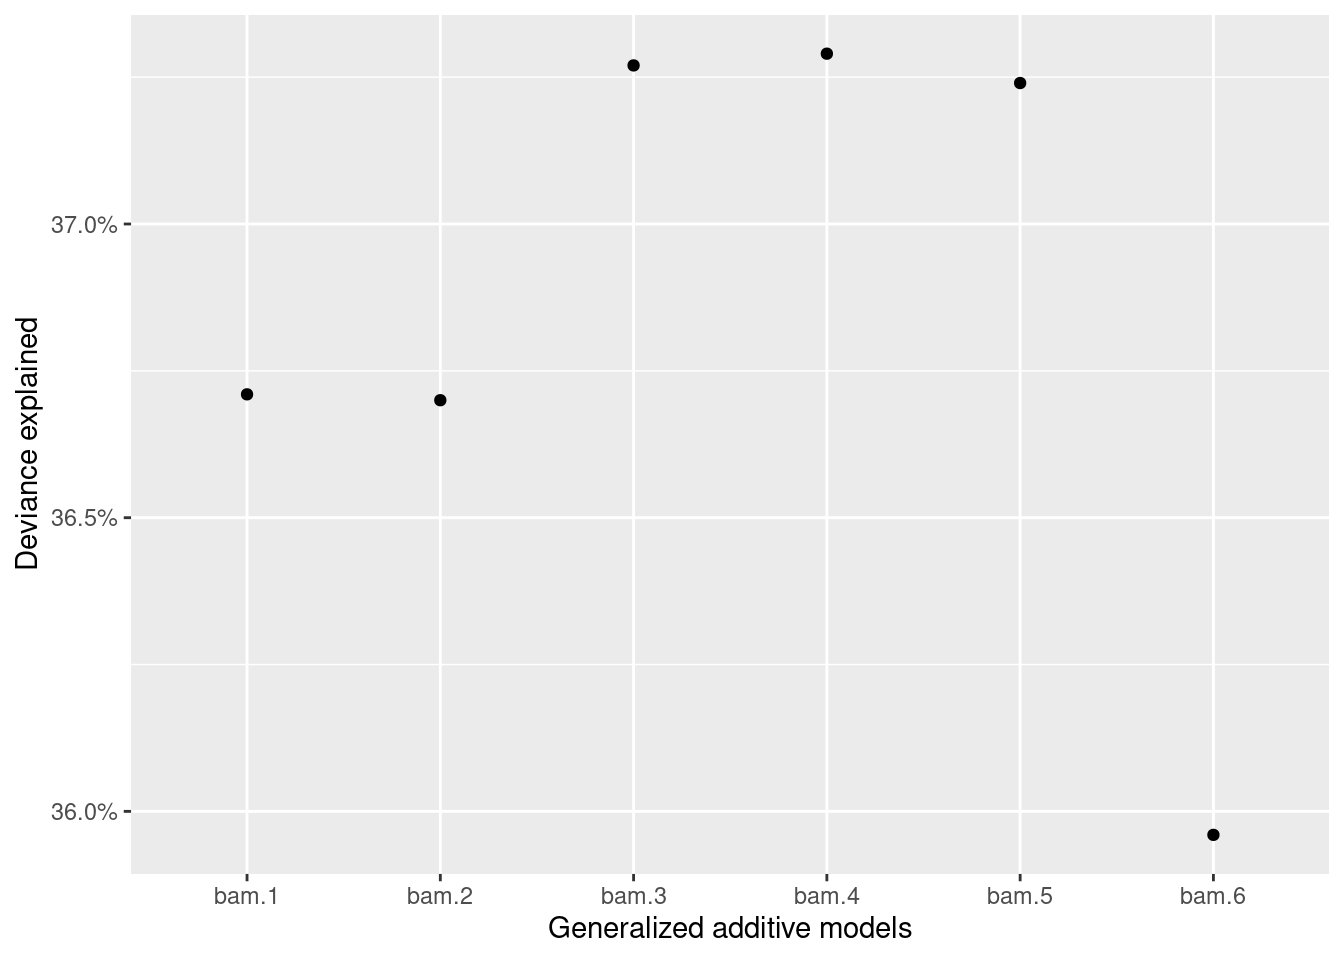 Deviance explained
37.0%
36.5%
36.0%
bam.1 bam.2 bam.3 bam.4 bam.5 bam.6
Generalized additive models